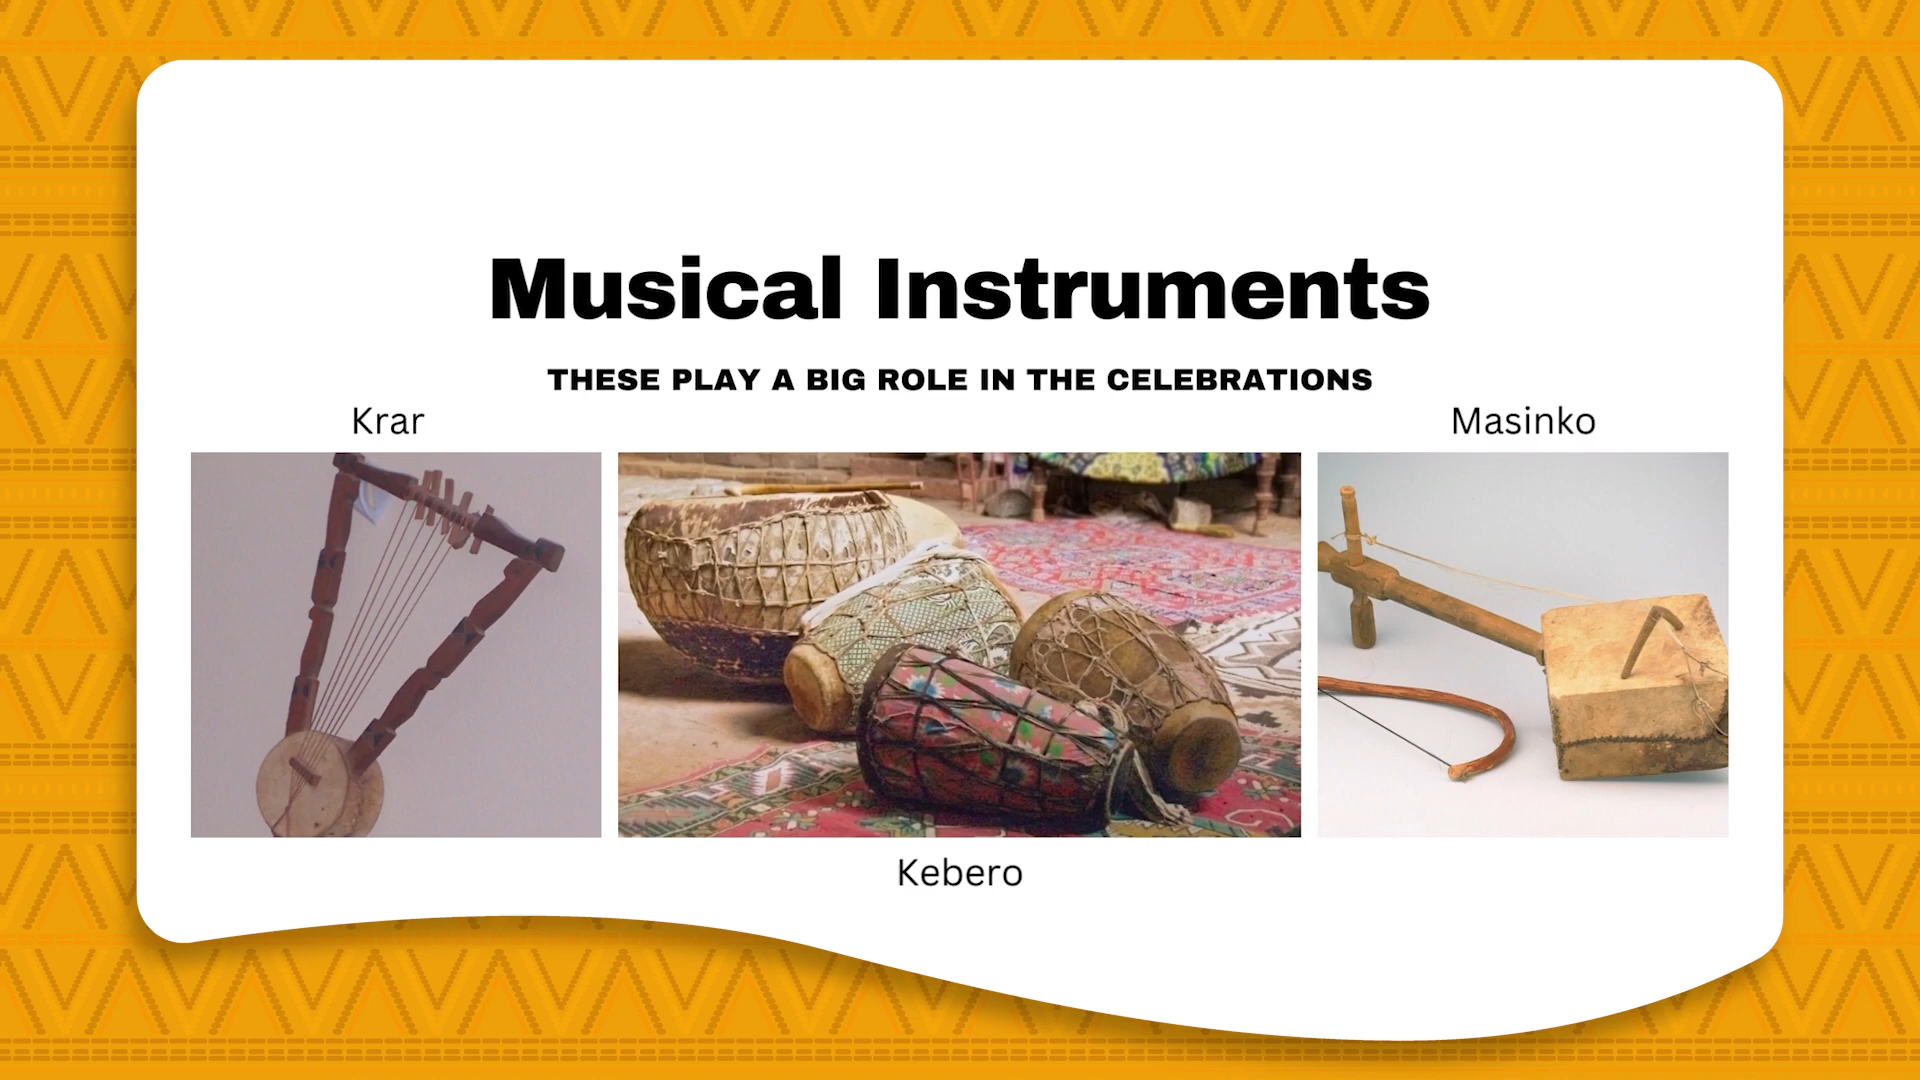 Musical Instruments
THESE PLAY A BIG ROLE IN THE CELEBRATIONS
Krar
Masinko
Kebero